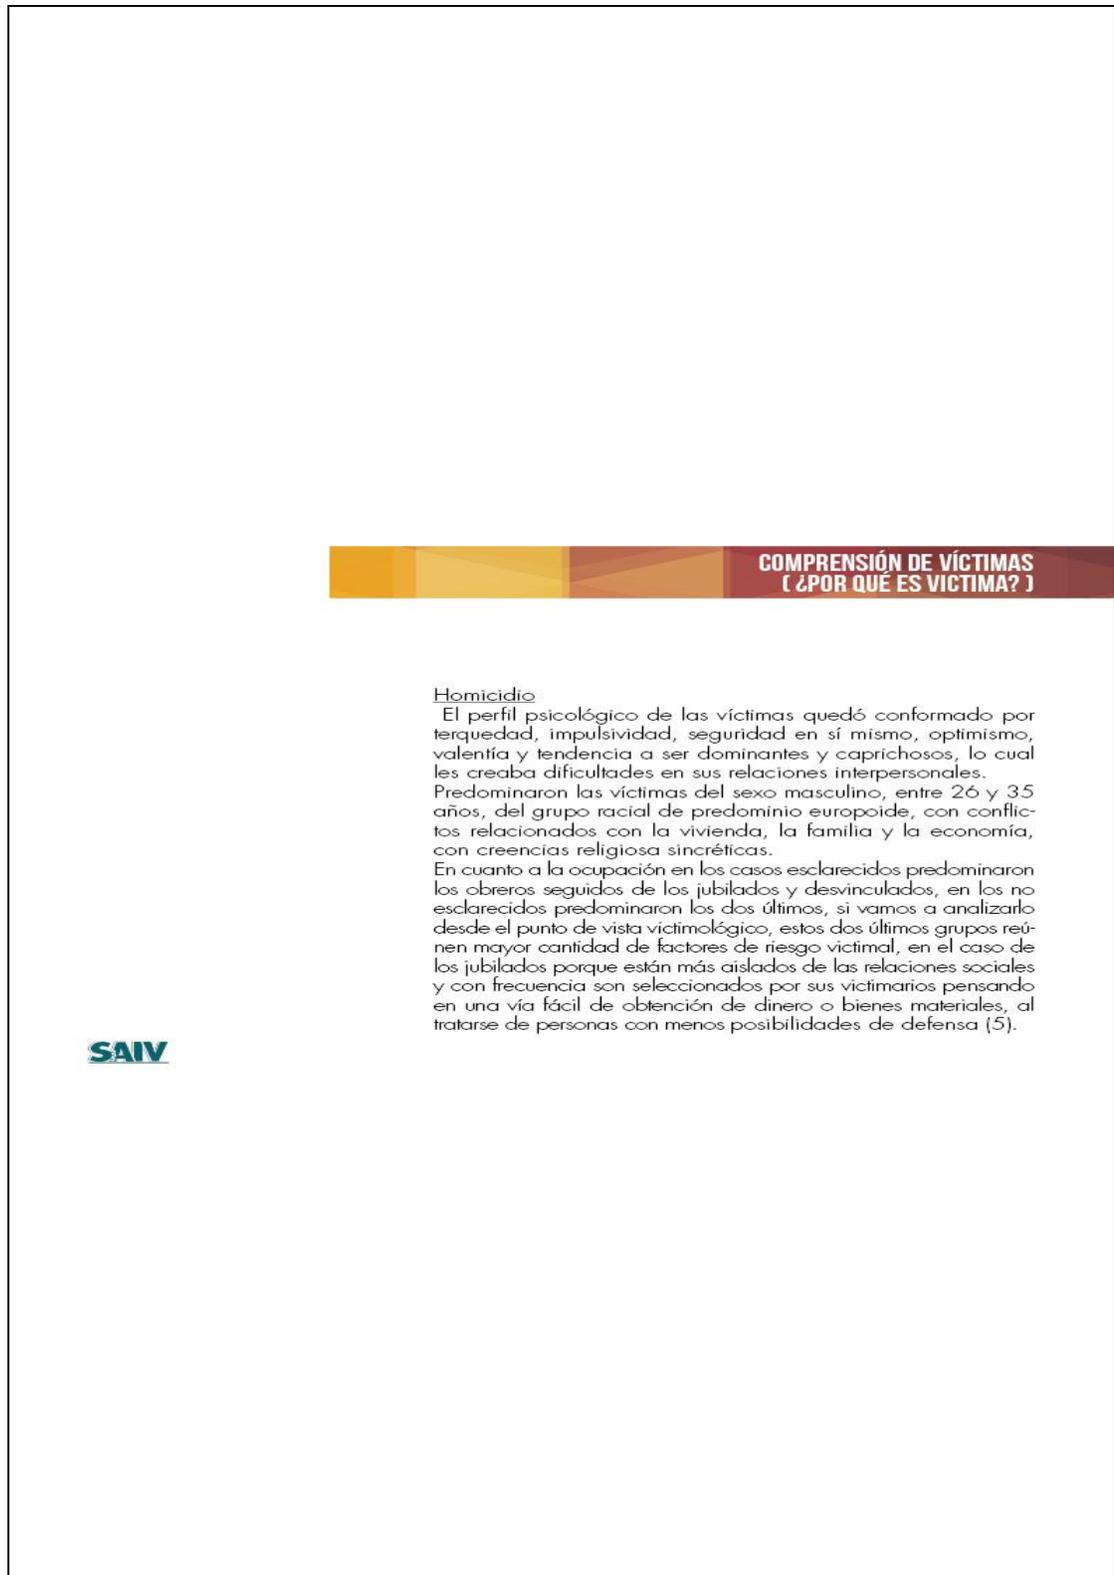 COMPRENSIÓN DE VÍCTIMAS
( ¿POR QUÉ ES VICTIMA? )
Homicidio
El perfil psicológico de las víctimas quedó conformado por
terquedad, impulsividad, seguridad en sí mismo, optimismo,
valentía y tendencia a ser dominantes y caprichosos, lo cual
les creaba dificultades en sus relaciones interpersonales.
Predominaron las víctimas del sexo masculino, entre 26 y 35
años, del grupo racial de predominio europoide, con conflic-
tos relacionados con la vivienda, la familia y la economía,
con creencias religiosa sincréticas.
En cuanto a la ocupación en los casos esclarecidos predominaron
los obreros seguidos de los jubilados y desvinculados, en los no
esclarecidos predominaron los dos últimos, si vamos a analizarlo
desde el punto de vista victimológico, estos dos últimos grupos reú-
nen mayor cantidad de factores de riesgo victimal, en el caso de
los jubilados porque están más aislados de las relaciones sociales
y con frecuencia son seleccionados por sus victimarios pensando
en una vía fácil de obtención de dinero o bienes materiales, al
tratarse de personas con menos posibilidades de defensa (5).
SAIV